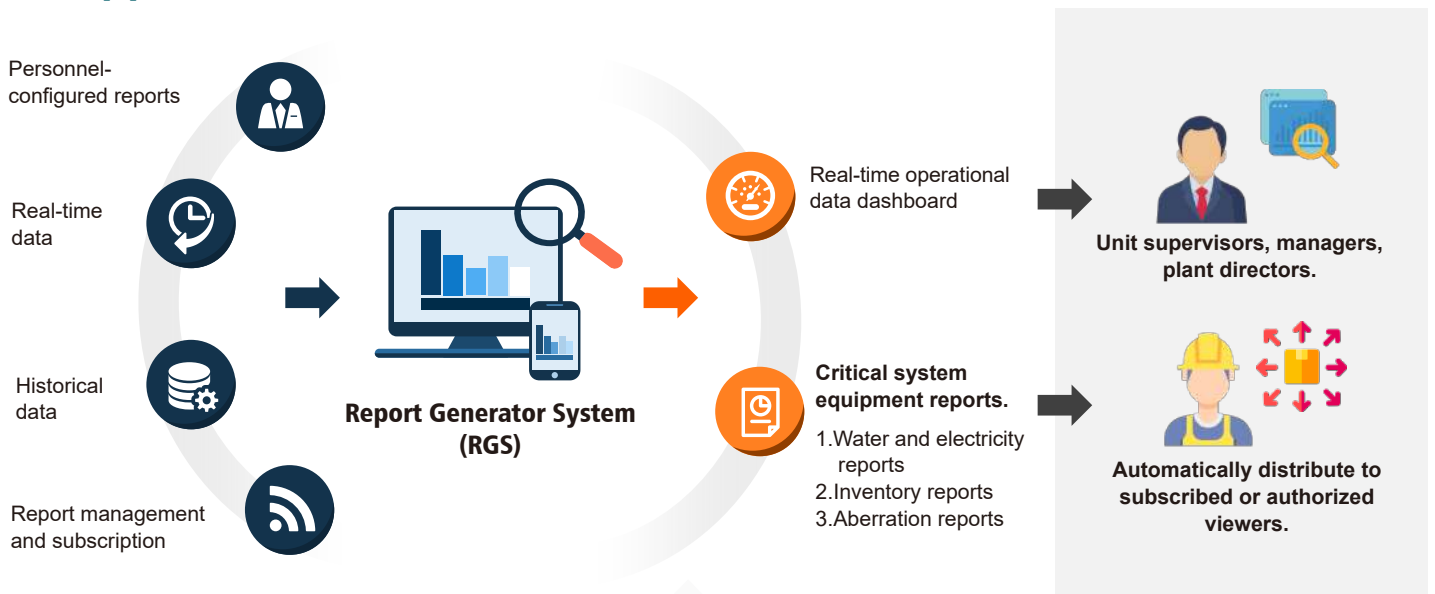 Personnel-
configured reports
Real-time
data
Historical
data
Report management
and subscription
Report Generator System
(RGS)
Real-time operational
data dashboard
Critical system
equipment reports.
1.Water and electricity
reports
2.Inventory reports
3.Aberration reports
Unit supervisors, managers,
plant directors.
Automatically distribute to
subscribed or authorized
viewers.